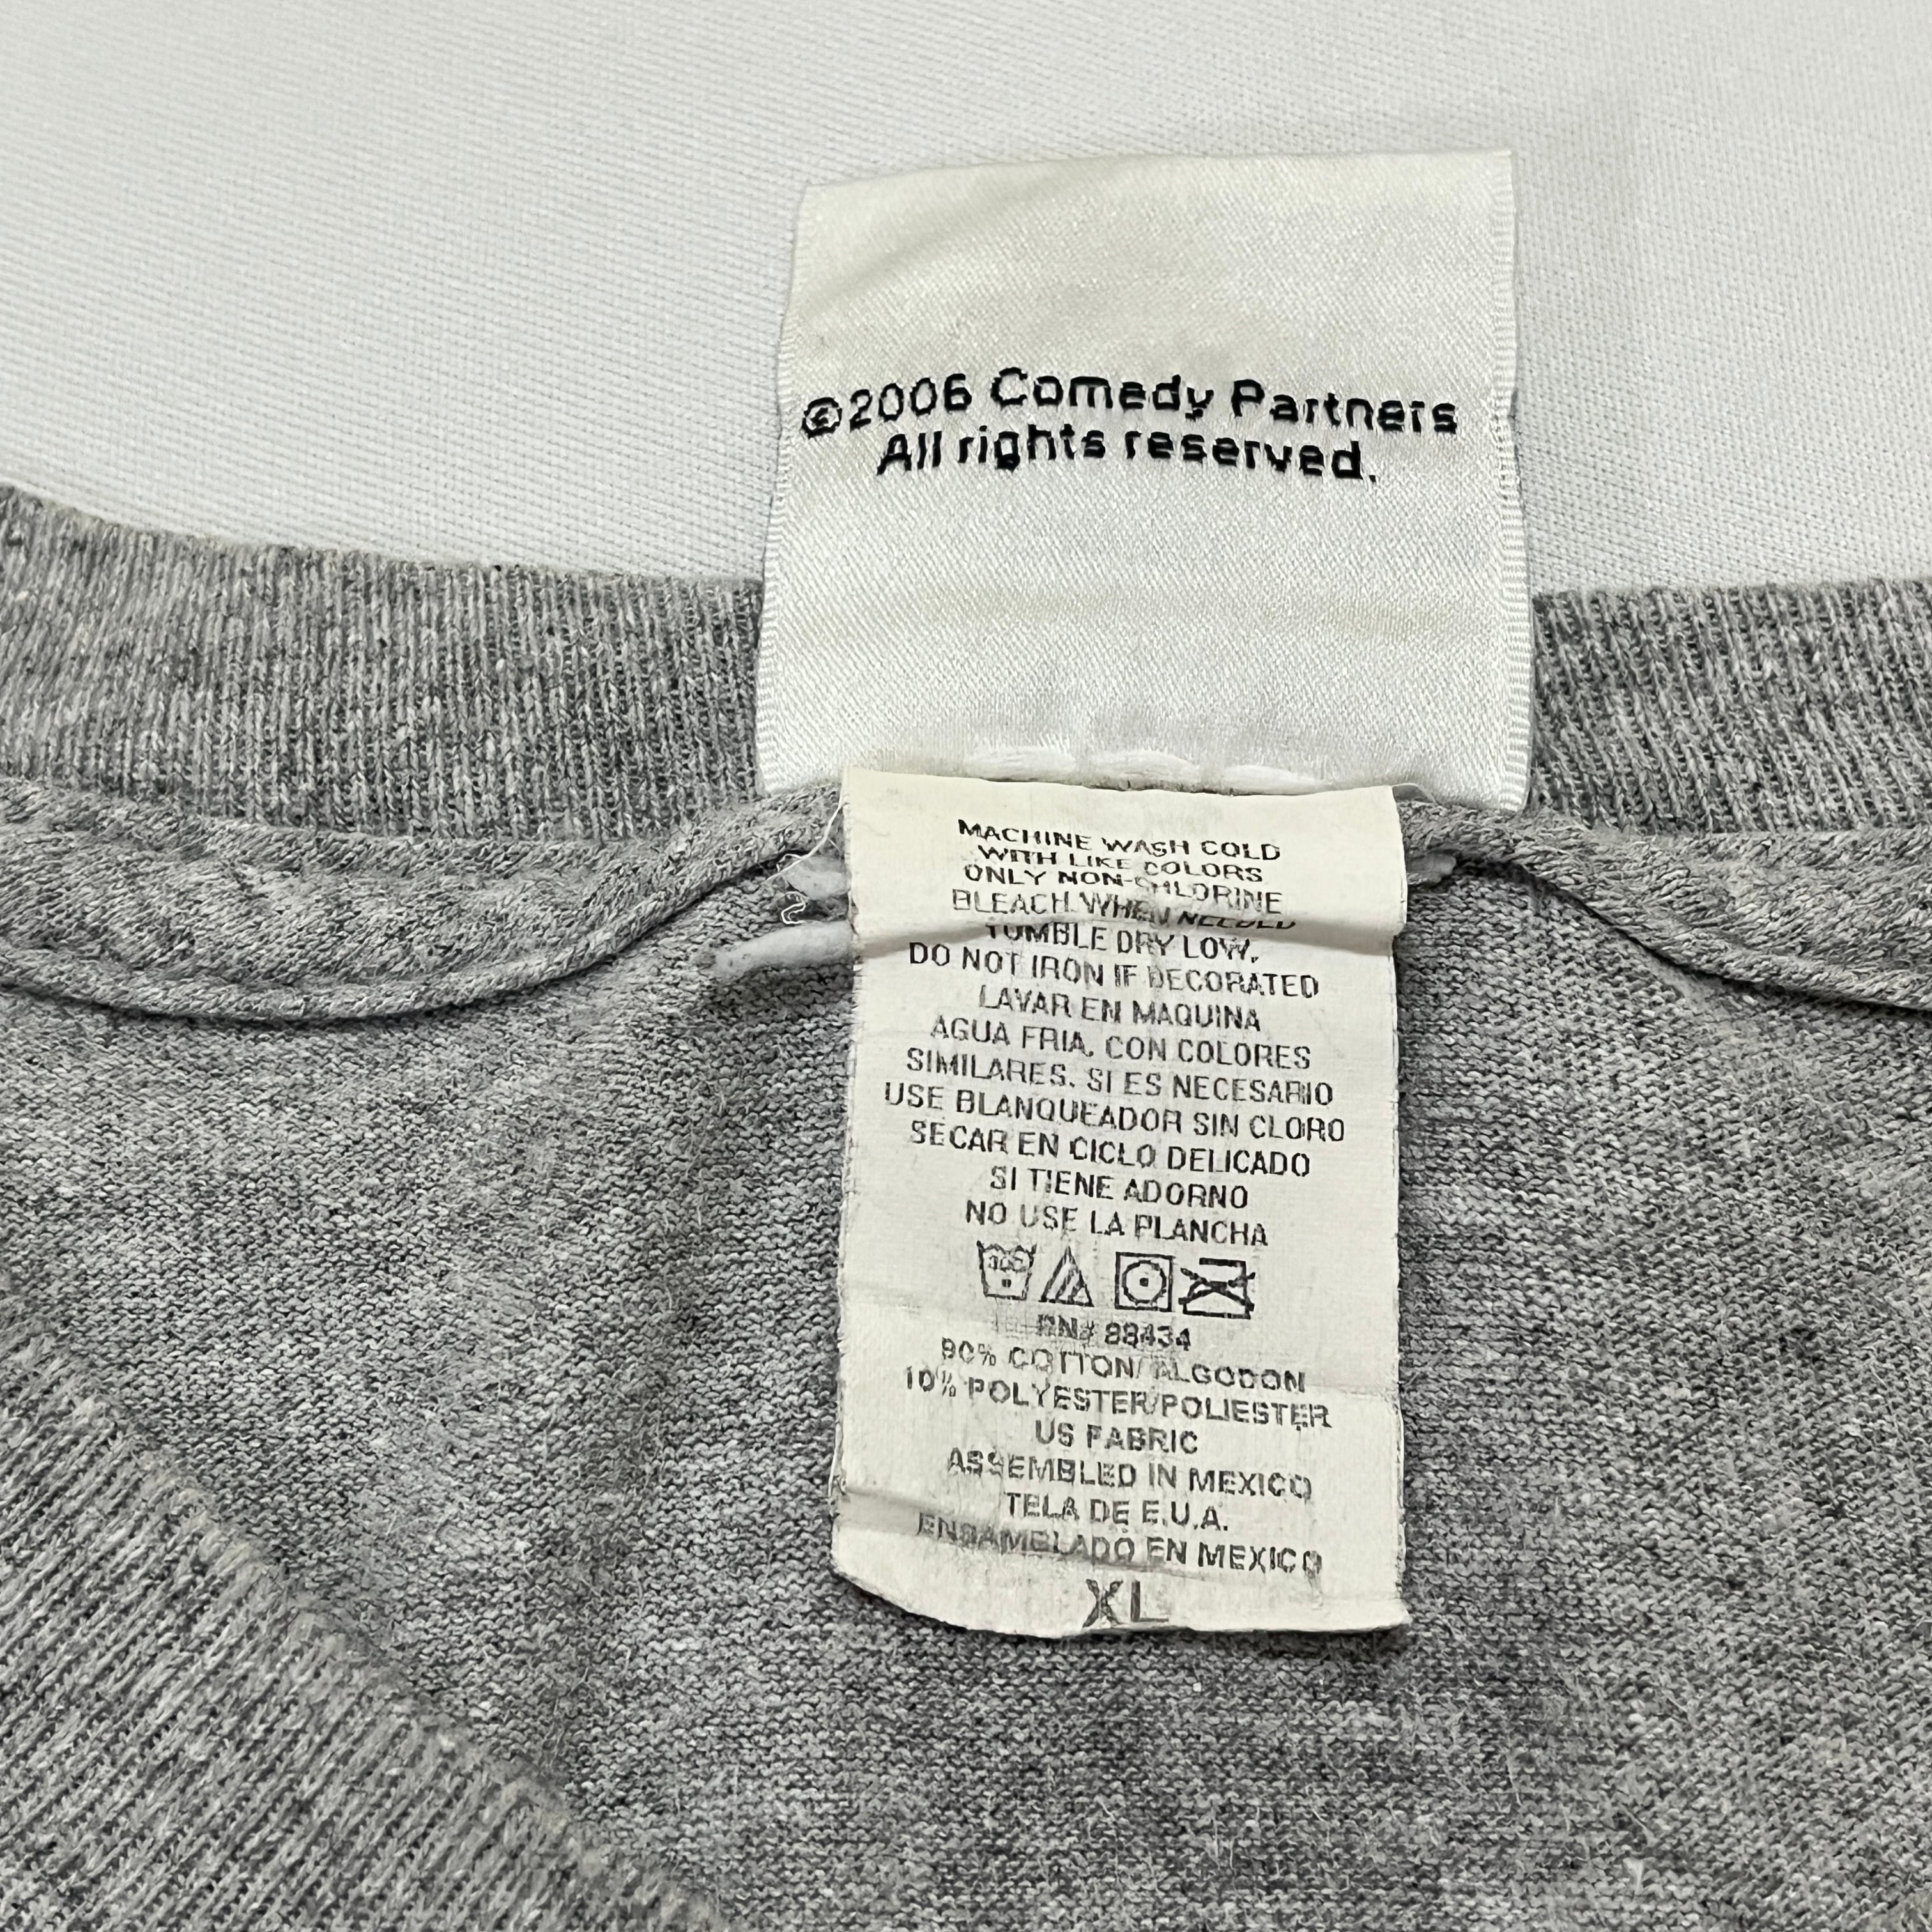 ©2006 Comedy Partners
All rights reserved.
MACHINE WASH COLD
WITH LIKE COLORS
ONLY NON-CHLORINE
BLEACH. WHEN NEEDED
TUMBLE DRY LOW.
DO NOT IRON IF DECORATED
LAVAR EN MAQUINA
AGUA FRIA. CON COLORES
SIMILARES. SI ES NECESARIO
USE BLANQUEADOR SIN CLORO
SECAR EN CICLO DELICADO
SI TIENE ADORNO
NO USE LA PLANCHA
RN# 88434
90% COTTON/ALGODON
10% POLYESTER/POLIESTER
US FABRIC
ASSEMBLED IN MEXICO
TELA DE E.U.A.
ENSAMBLADO EN MEXICO
XL